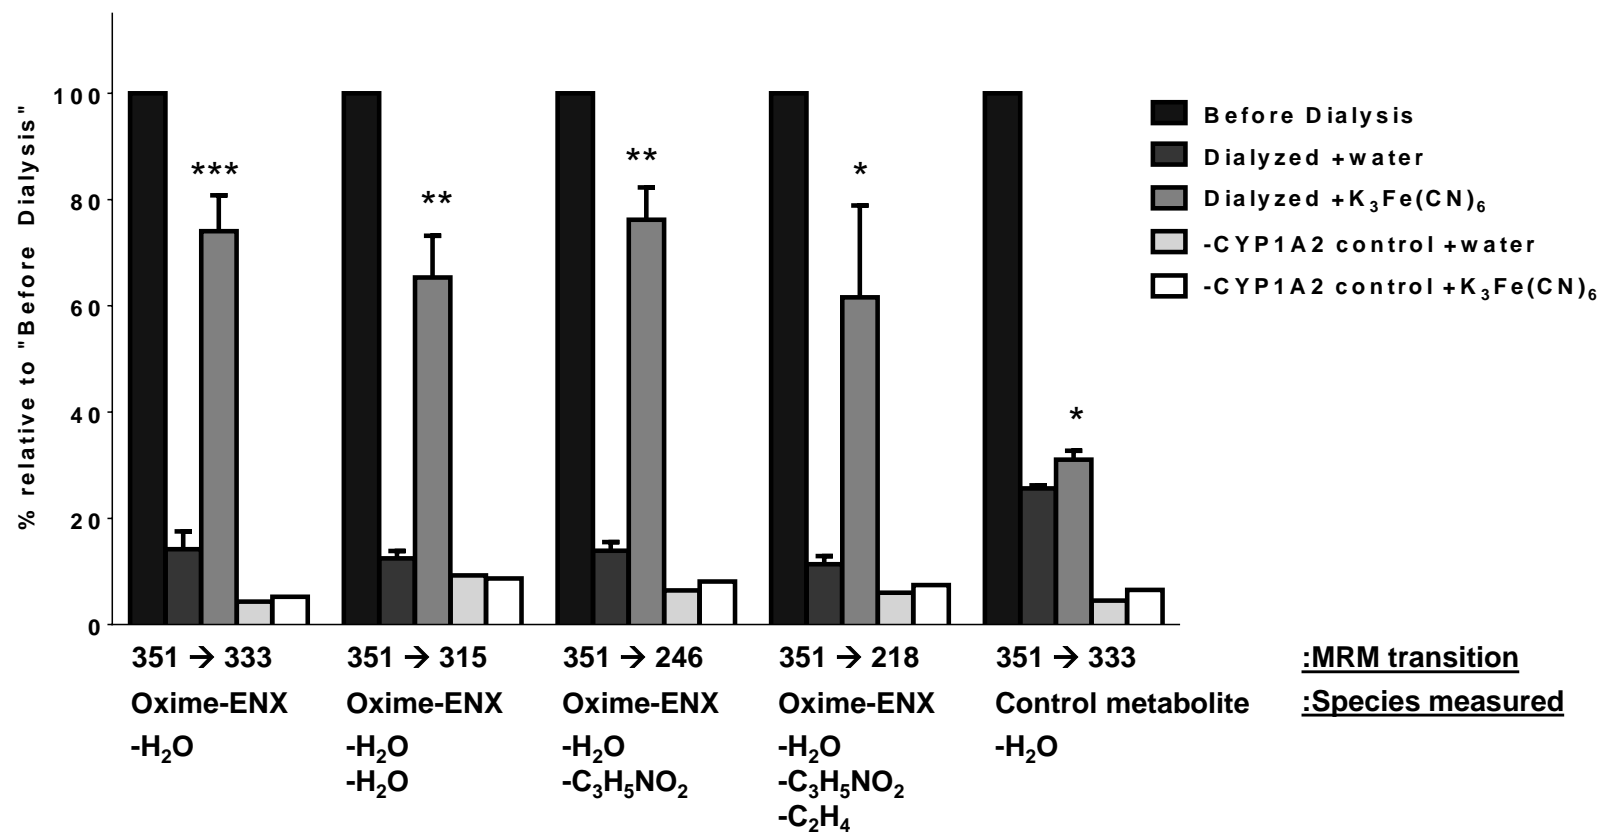 % relative to "Before Dialysis"
100
80
60
40
20
0
***
**
**
*
*
Before Dialysis
Dialyzed +water
Dialyzed +K₃Fe(CN)₆
-CYP1A2 control +water
-CYP1A2 control +K₃Fe(CN)₆
351 → 333 351 → 315 351 → 246 351 → 218 351 → 333 :MRM transition
Oxime-ENX Oxime-ENX Oxime-ENX Oxime-ENX Control metabolite :Species measured
-H₂O -H₂O -H₂O -H₂O -H₂O
-H₂O -C₃H₅NO₂ -C₃H₅NO₂
-C₂H₄